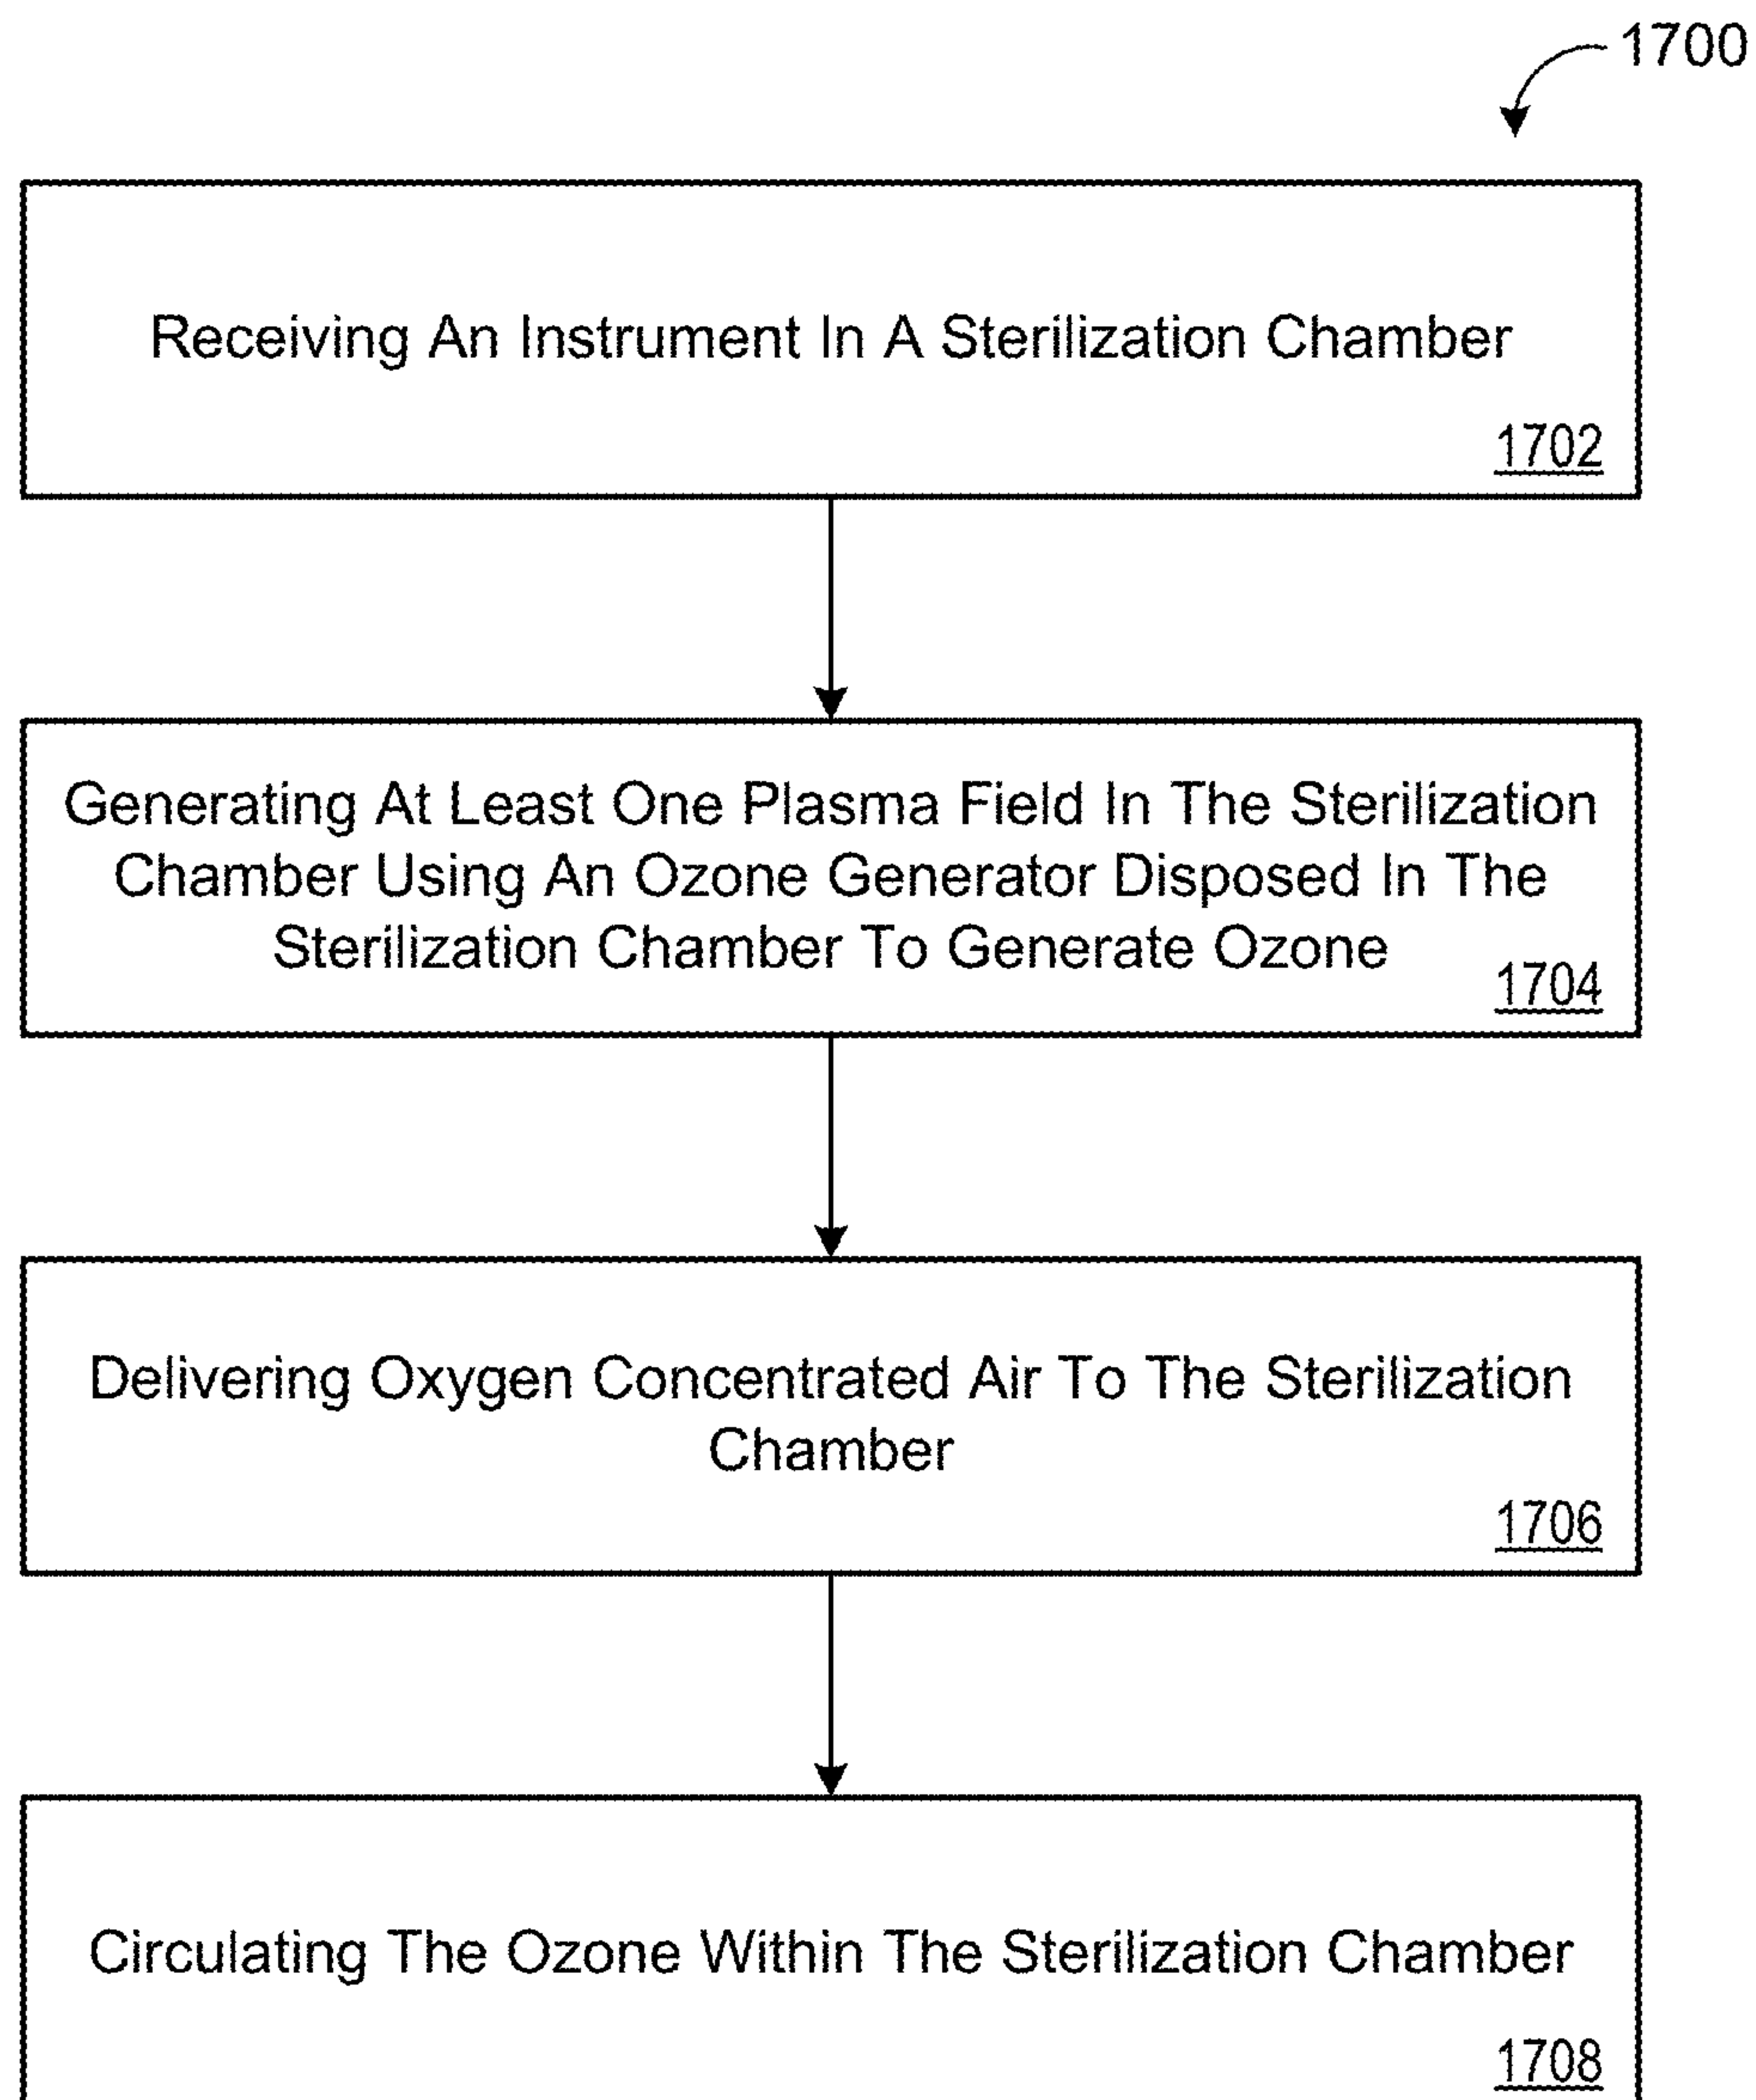 1700
Receiving An Instrument In A Sterilization Chamber
1702
Generating At Least One Plasma Field In The Sterilization
Chamber Using An Ozone Generator Disposed In The
Sterilization Chamber To Generate Ozone
1704
Delivering Oxygen Concentrated Air To The Sterilization
Chamber
1706
Circulating The Ozone Within The Sterilization Chamber
1708